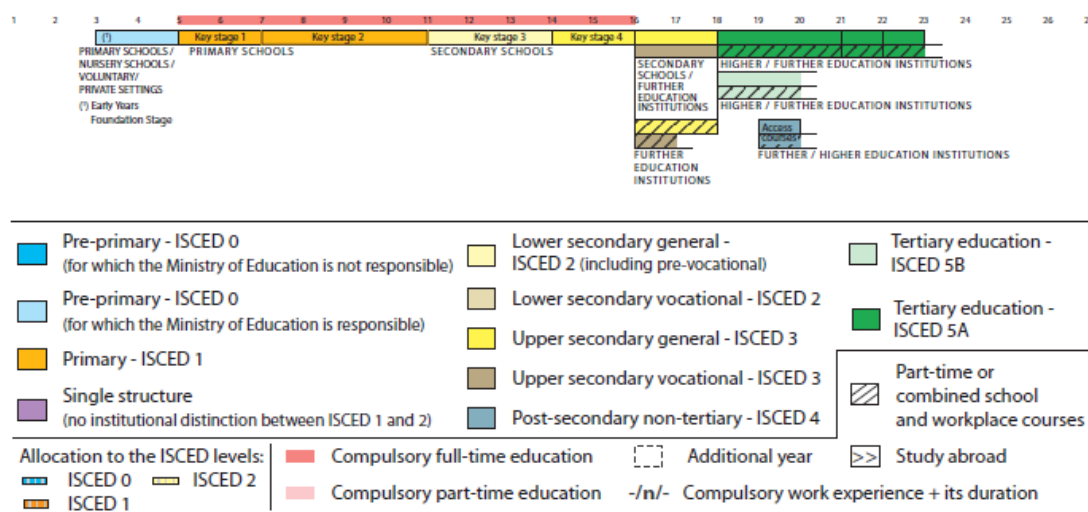 1 2 3 4 5 6 7 8 9 10 11 12 13 14 15 16 17 18 19 20 21 22 23 24 25 26
(¹) Key stage 1 Key stage 2 Key stage 3 Key stage 4
PRIMARY SCHOOLS /
NURSERY SCHOOLS /
VOLUNTARY/
PRIVATE SETTINGS
(¹) Early Years
Foundation Stage
PRIMARY SCHOOLS
SECONDARY SCHOOLS
SECONDARY
SCHOOLS /
FURTHER
EDUCATION
INSTITUTIONS
HIGHER / FURTHER EDUCATION INSTITUTIONS
HIGHER / FURTHER EDUCATION INSTITUTIONS
Access
courses
FURTHER
EDUCATION
INSTITUTIONS
FURTHER / HIGHER EDUCATION INSTITUTIONS
Pre-primary - ISCED 0
(for which the Ministry of Education is not responsible)
Pre-primary - ISCED 0
(for which the Ministry of Education is responsible)
Primary - ISCED 1
Single structure
(no institutional distinction between ISCED 1 and 2)
Lower secondary general -
ISCED 2 (including pre-vocational)
Lower secondary vocational - ISCED 2
Upper secondary general - ISCED 3
Upper secondary vocational - ISCED 3
Post-secondary non-tertiary - ISCED 4
Tertiary education -
ISCED 5B
Tertiary education -
ISCED 5A
Part-time or
combined school
and workplace courses
Allocation to the ISCED levels:
ISCED 0 ISCED 2
ISCED 1
Compulsory full-time education
Compulsory part-time education
Additional year
-/n/- Compulsory work experience + its duration
>> Study abroad